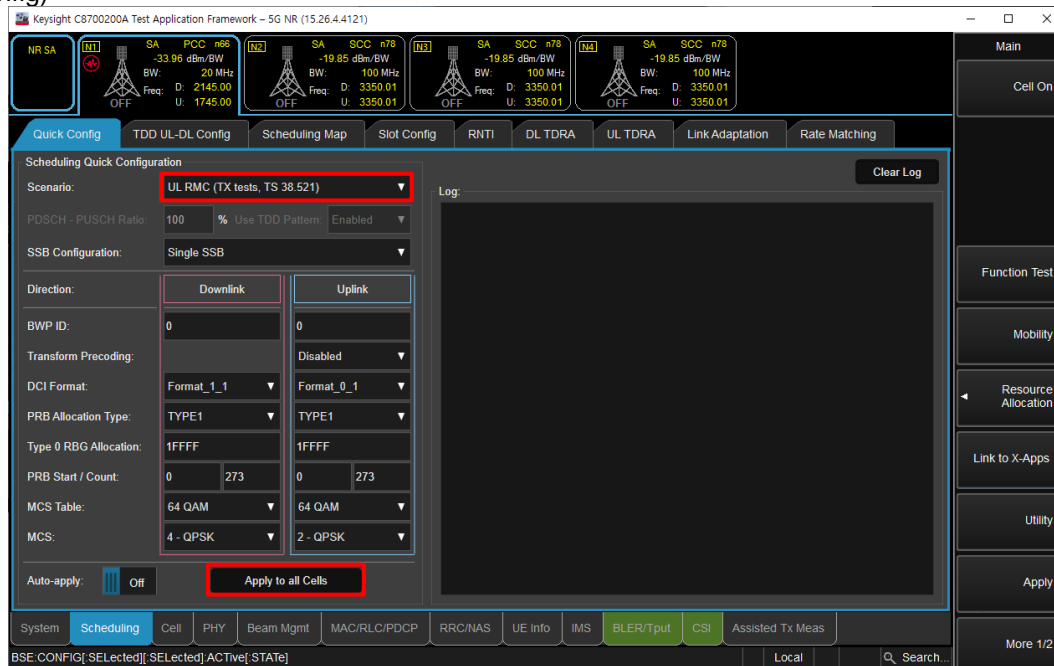 Keysight C8700200A Test Application Framework – 5G NR (15.26.4.4121)
NR SA
N1 SA PCC n66
-33.96 dBm/BW
BW: 20 MHz
Freq: D: 2145.00
U: 1745.00
OFF
N2 SA SCC n78
-19.85 dBm/BW
BW: 100 MHz
Freq: D: 3350.01
U: 3350.01
OFF
N3 SA SCC n78
-19.85 dBm/BW
BW: 100 MHz
Freq: D: 3350.01
U: 3350.01
OFF
N4 SA SCC n78
-19.85 dBm/BW
BW: 100 MHz
Freq: D: 3350.01
U: 3350.01
OFF
Main
Cell On
Function Test
Mobility
Resource Allocation
Link to X-Apps
Utility
Apply
More 1/2
Quick Config TDD UL-DL Config Scheduling Map Slot Config RNTI DL TDRA UL TDRA Link Adaptation Rate Matching
Scheduling Quick Configuration
Scenario: UL RMC (TX tests, TS 38.521)
PDSCH - PUSCH Ratio: 100 % Use TDD Pattern: Enabled
SSB Configuration: Single SSB
Direction: Downlink Uplink
BWP ID: 0 0
Transform Precoding: Disabled
DCI Format: Format_1_1 Format_0_1
PRB Allocation Type: TYPE1 TYPE1
Type 0 RBG Allocation: 1FFFF 1FFFF
PRB Start / Count: 0 273 0 273
MCS Table: 64 QAM 64 QAM
MCS: 4 - QPSK 2 - QPSK
Auto-apply: Off Apply to all Cells
Clear Log
Log:
System Scheduling Cell PHY Beam Mgmt MAC/RLC/PDCP RRC/NAS UE Info IMS BLER/Tput CSI Assisted Tx Meas
BSE:CONFIG[:SELected][:SELected]:ACTive[:STATe] Local Search...